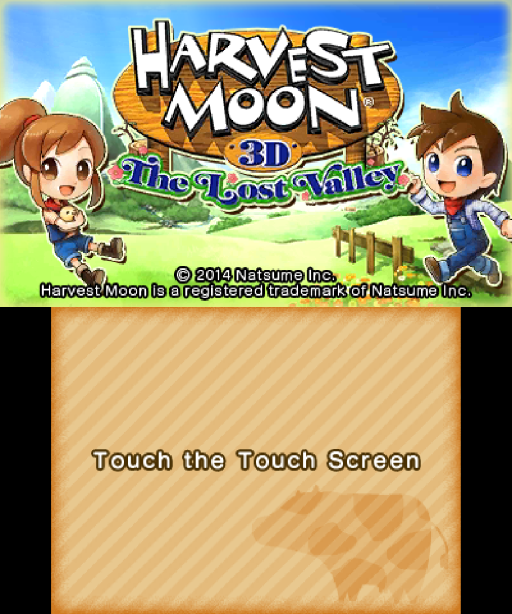 HARVEST
MOON®
3D
The Lost Valley
© 2014 Natsume Inc.
Harvest Moon is a registered trademark of Natsume Inc.
Touch the Touch Screen